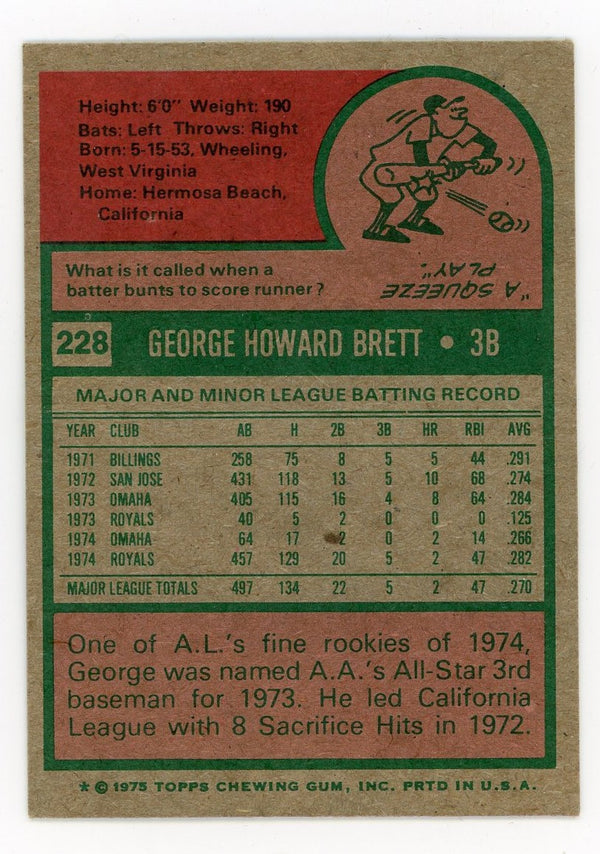 Height: 6'0" Weight: 190
Bats: Left Throws: Right
Born: 5-15-53, Wheeling,
West Virginia
Home: Hermosa Beach,
California
What is it called when a
batter bunts to score runner?
"A SQUEEZE
PLAY".
228 GEORGE HOWARD BRETT • 3B
MAJOR AND MINOR LEAGUE BATTING RECORD
YEAR CLUB AB H 2B 3B HR RBI AVG
1971 BILLINGS 258 75 8 5 5 44 .291
1972 SAN JOSE 431 118 13 5 10 68 .274
1973 OMAHA 405 115 16 4 8 64 .284
1973 ROYALS 40 5 2 0 0 0 .125
1974 OMAHA 64 17 2 0 2 14 .266
1974 ROYALS 457 129 20 5 2 47 .282
MAJOR LEAGUE TOTALS 497 134 22 5 2 47 .270
One of A.L.'s fine rookies of 1974,
George was named A.A.'s All-Star 3rd
baseman for 1973. He led California
League with 8 Sacrifice Hits in 1972.
* © 1975 TOPPS CHEWING GUM, INC. PRTD IN U.S.A.